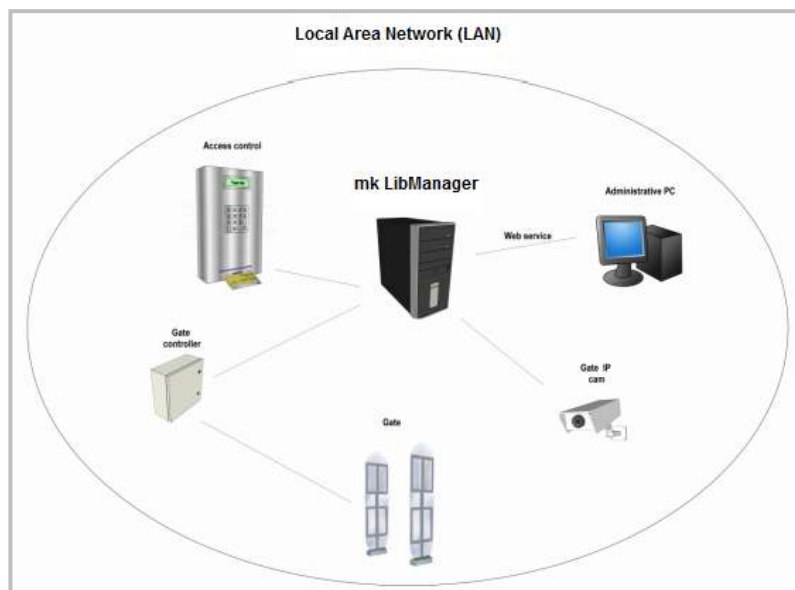 Local Area Network (LAN)
Access control
mk LibManager
Administrative PC
Web service
Gate
controller
Gate IP
cam
Gate